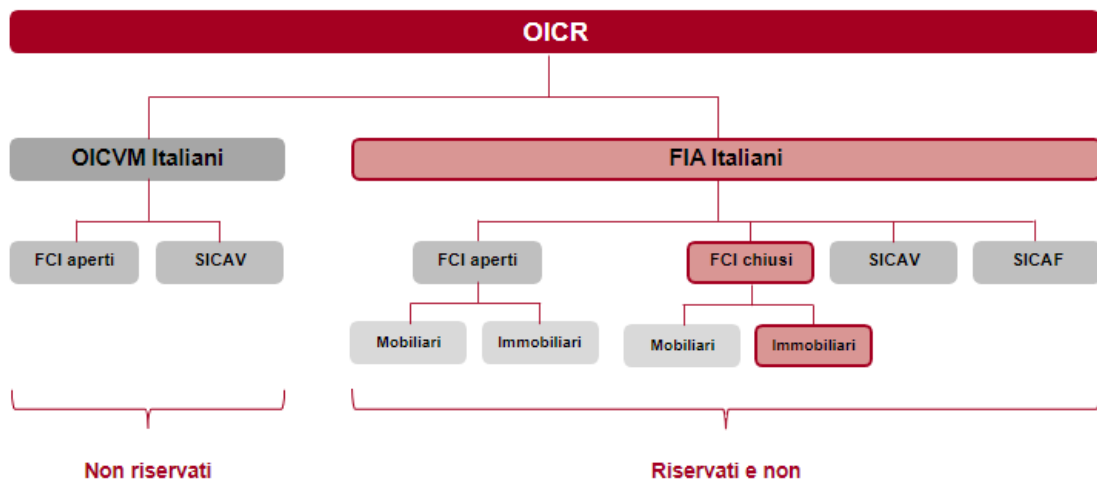 OICR
OICVM Italiani
FIA Italiani
FCI aperti
SICAV
FCI aperti
FCI chiusi
SICAV
SICAF
Mobiliari
Immobiliari
Mobiliari
Immobiliari
Non riservati
Riservati e non